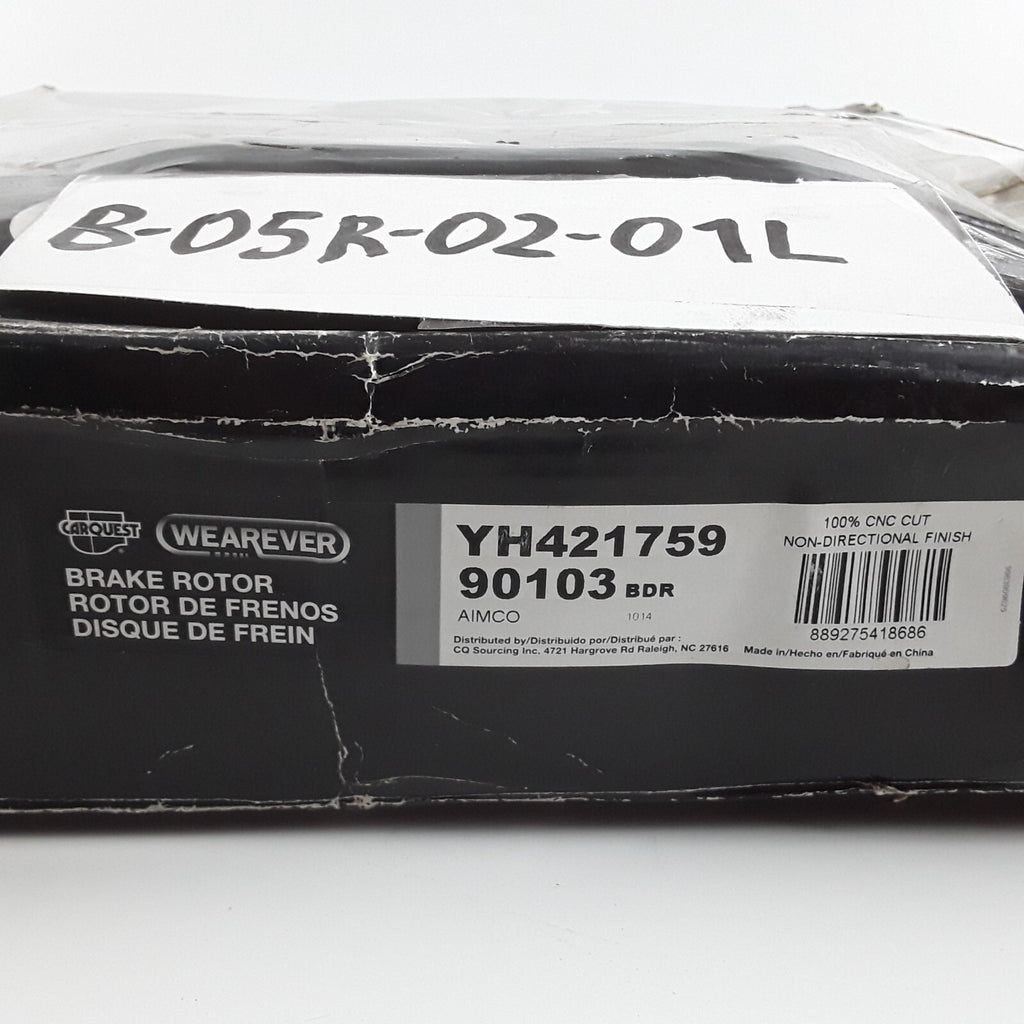 B-05R-02-01L
CARQUEST
WEAREVER
BRAKE ROTOR
ROTOR DE FRENOS
DISQUE DE FREIN
YH421759
90103 BDR
AIMCO 1014
Distributed by/Distribuido por/Distribué par :
CQ Sourcing Inc. 4721 Hargrove Rd Raleigh, NC 27616 Made in/Hecho en/Fabriqué en China
100% CNC CUT
NON-DIRECTIONAL FINISH
889275418686